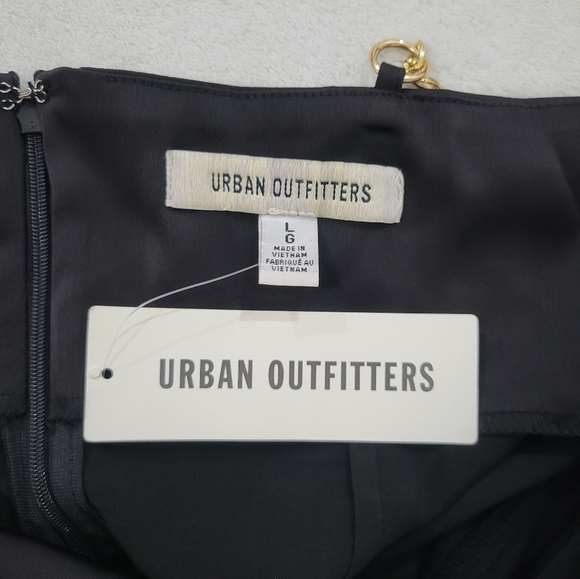 URBAN OUTFITTERS
L
G
MADE IN
VIETNAM
FABRIQUÉ AU
VIETNAM
URBAN OUTFITTERS